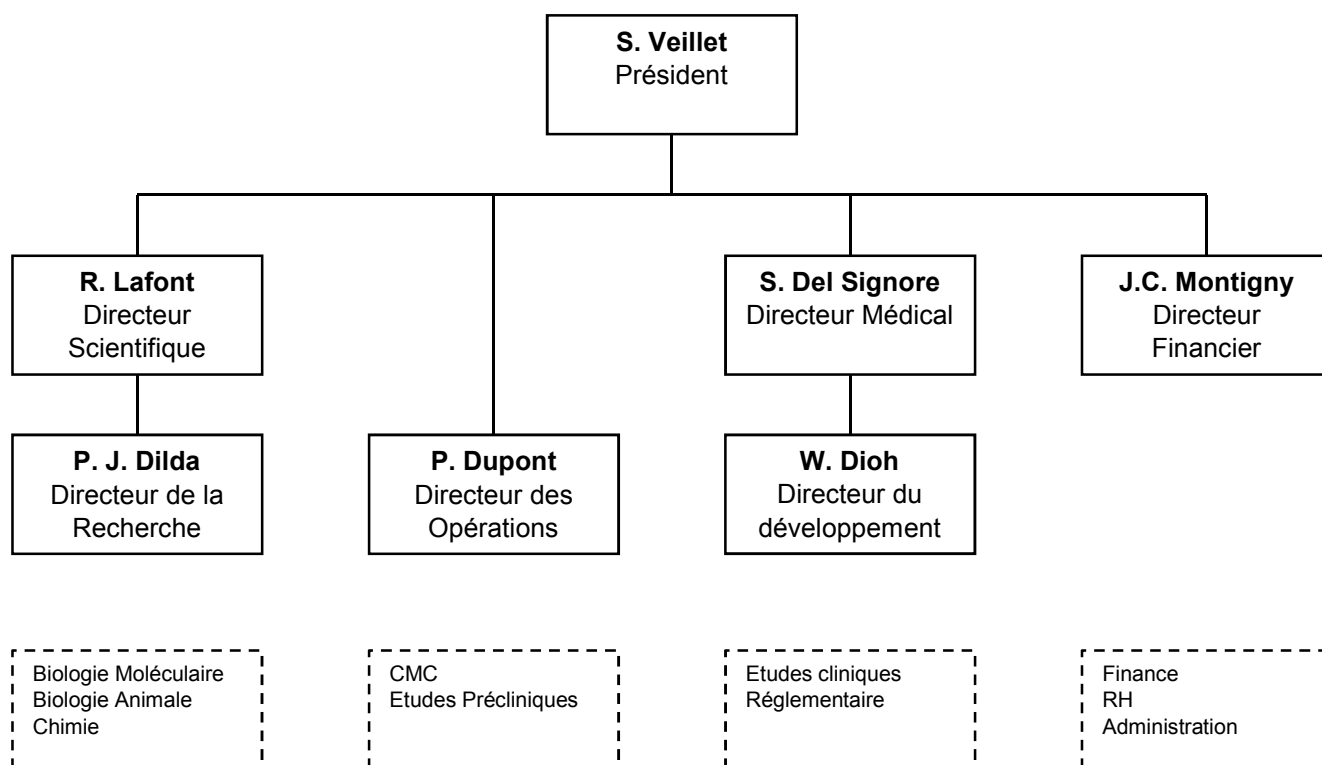 S. Veillet
Président
R. Lafont
Directeur
Scientifique
S. Del Signore
Directeur Médical
J.C. Montigny
Directeur
Financier
P. J. Dilda
Directeur de la
Recherche
P. Dupont
Directeur des
Opérations
W. Dioh
Directeur du
développement
Biologie Moléculaire
Biologie Animale
Chimie
CMC
Etudes Précliniques
Etudes cliniques
Réglementaire
Finance
RH
Administration